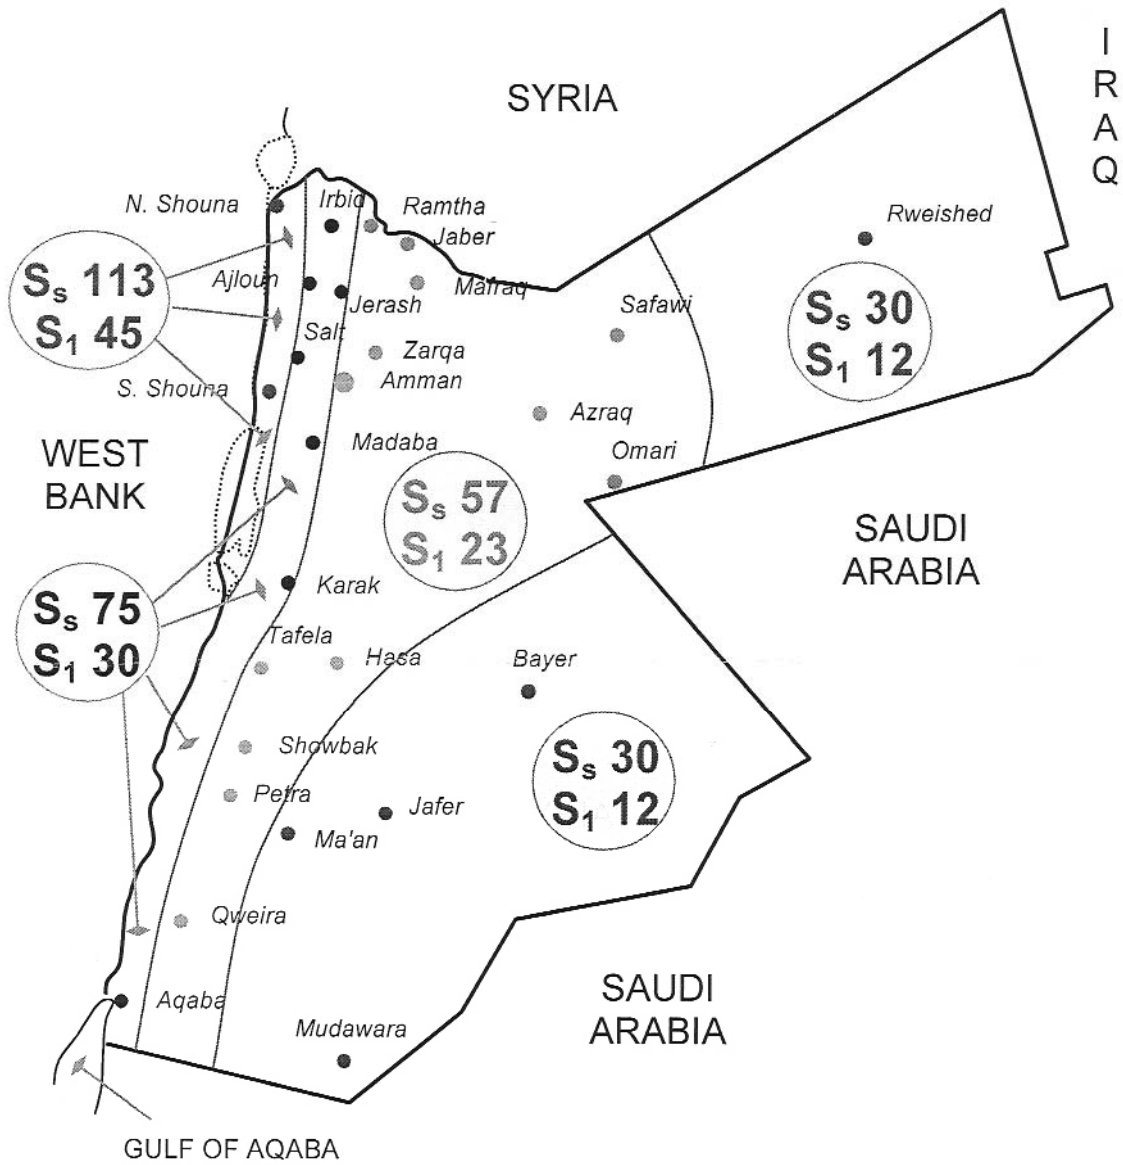 I
R
A
Q
SYRIA
N. Shouna
Irbid
Ramtha
Jaber
Rweished
Ajloun
Jerash
Mafraq
Safawi
Ss 113
S1 45
Ss 30
S1 12
Salt
Zarqa
Amman
S. Shouna
Azraq
WEST
BANK
Madaba
Omari
Ss 57
S1 23
SAUDI
ARABIA
Ss 75
S1 30
Karak
Tafela
Hasa
Bayer
Showbak
Ss 30
S1 12
Petra
Jafer
Ma'an
Qweira
Aqaba
SAUDI
ARABIA
Mudawara
GULF OF AQABA